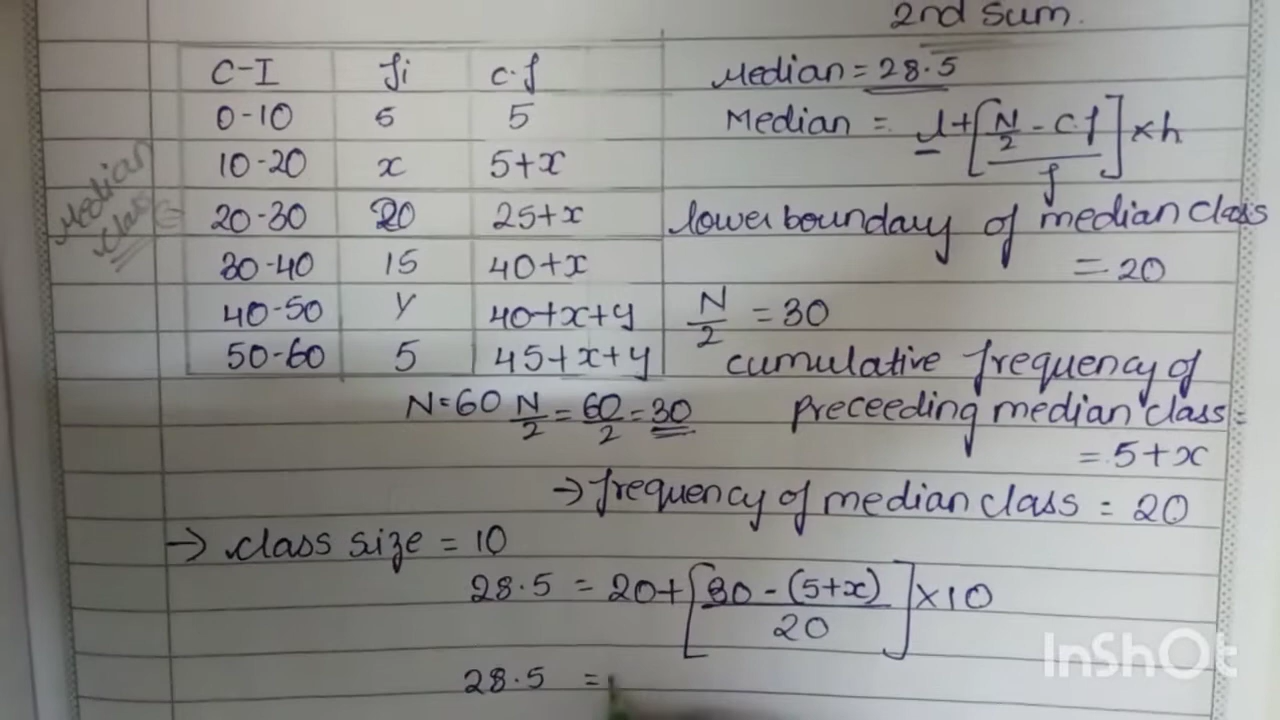 2nd sum.
C-I fi c.f
0-10 5 5
10-20 x 5+x
20-30 20 25+x
30-40 15 40+x
40-50 y 40+x+y
50-60 5 45+x+y
Median class
N=60 N/2 = 60/2 = 30
Median = 28.5
Median = l+[N/2 - c.f / f] ×h
lower boundary of median class
= 20
N/2 = 30
cumulative frequency of
preceeding median class =
= 5+x
→ frequency of median class = 20
→ class size = 10
28.5 = 20+[30-(5+x) / 20] ×10
28.5 =
InShOt